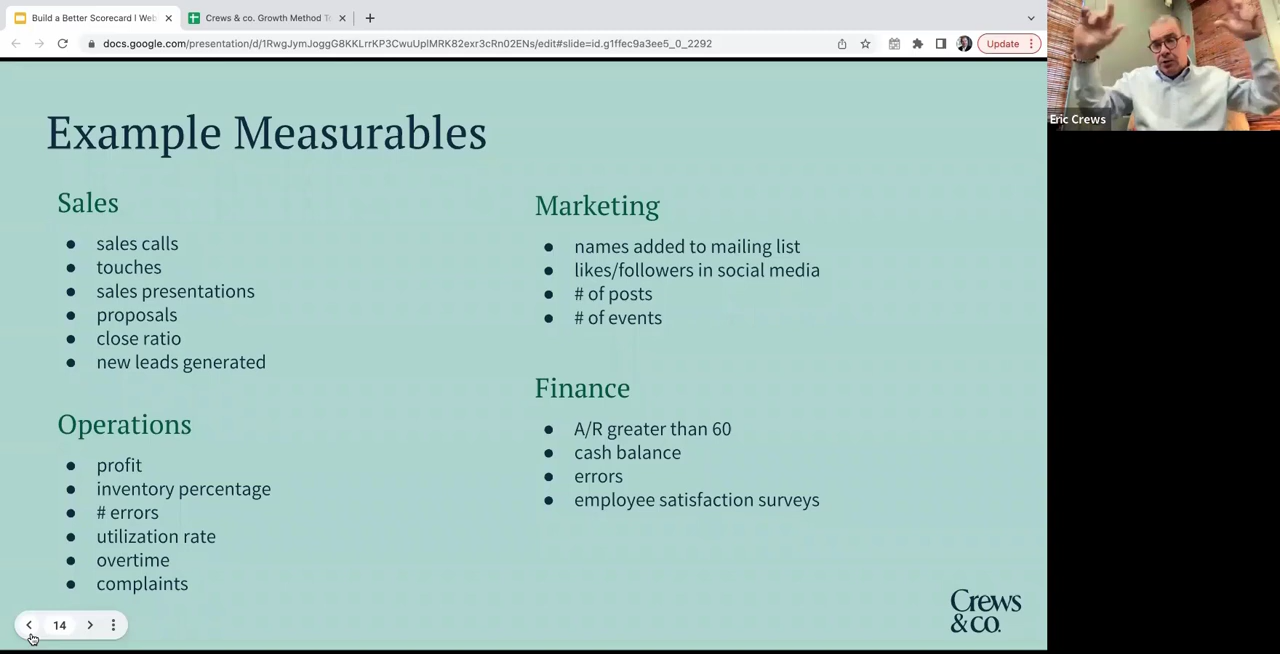 Build a Better Scorecard | Web
Crews & co. Growth Method T
docs.google.com/presentation/d/1RwgJymJoggG8KKLrrKP3CwuUplMRK82exr3cRn02ENs/edit#slide=id.g1ffec9a3ee5_0_2292
Update
Eric Crews
Example Measurables
Sales
sales calls
touches
sales presentations
proposals
close ratio
new leads generated
Operations
profit
inventory percentage
# errors
utilization rate
overtime
complaints
Marketing
names added to mailing list
likes/followers in social media
# of posts
# of events
Finance
A/R greater than 60
cash balance
errors
employee satisfaction surveys
Crews
& CO.
14